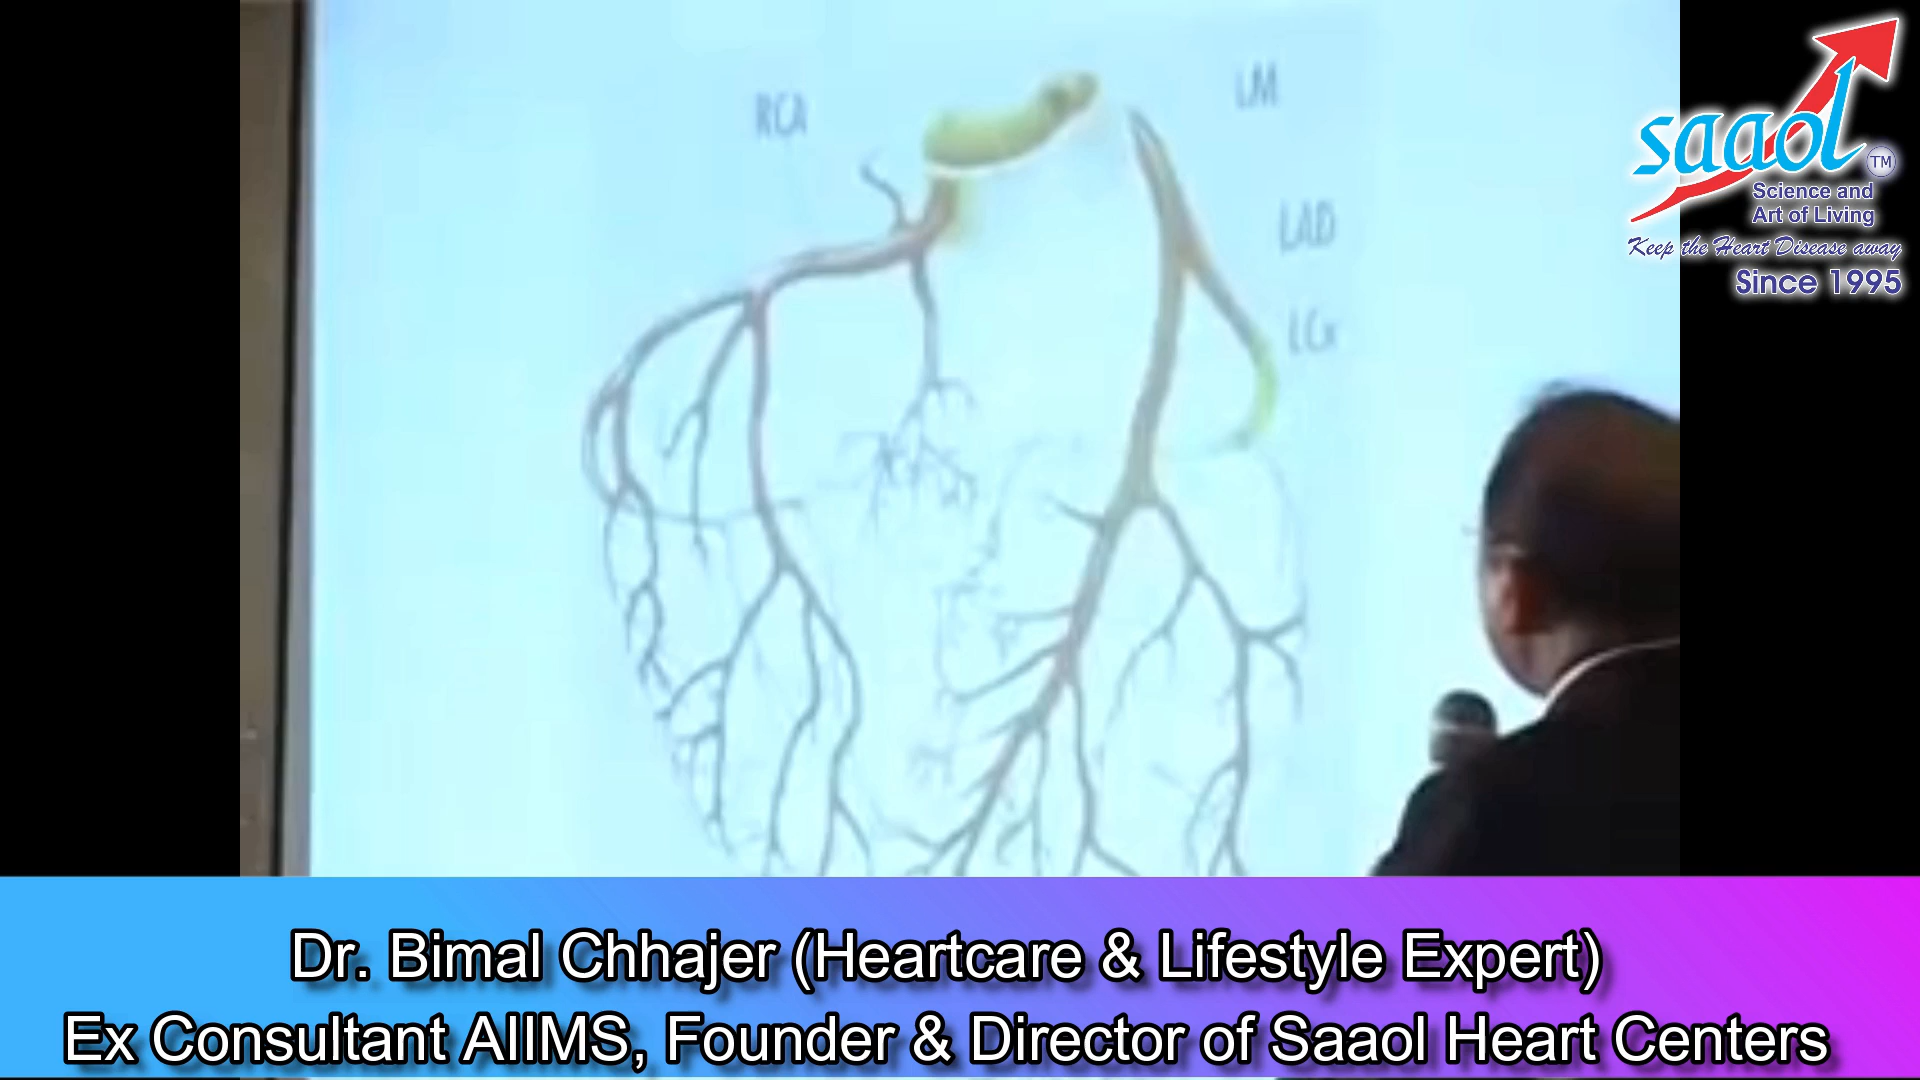 RCA
LM
LAD
LCx
saaol TM
Science and
Art of Living
Keep the Heart Disease away
Since 1995
Dr. Bimal Chhajer (Heartcare & Lifestyle Expert)
Ex Consultant AIIMS, Founder & Director of Saaol Heart Centers